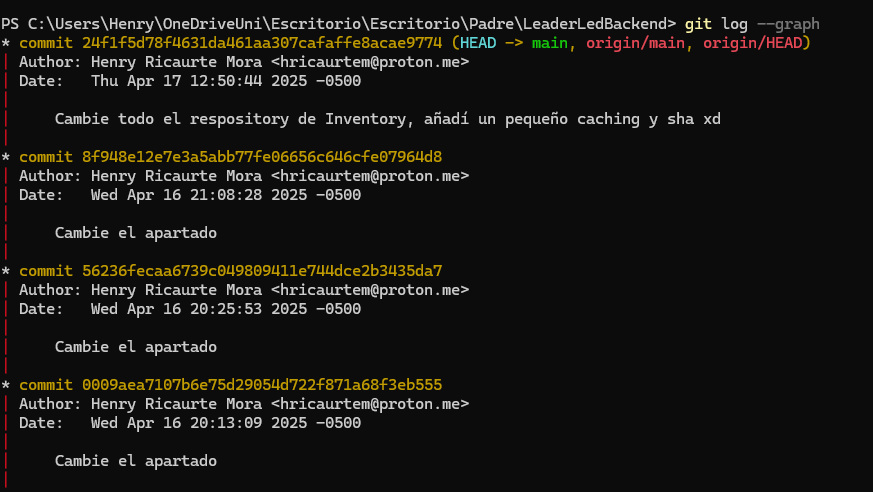 PS C:\Users\Henry\OneDriveUni\Escritorio\Escritorio\Padre\LeaderLedBackend> git log --graph
* commit 24f1f5d78f4631da461aa307cafaffe8acae9774 (HEAD -> main, origin/main, origin/HEAD)
| Author: Henry Ricaurte Mora <hricaurtem@proton.me>
| Date:   Thu Apr 17 12:50:44 2025 -0500
|
|     Cambie todo el respository de Inventory, añadí un pequeño caching y sha xd
|
* commit 8f948e12e7e3a5abb77fe06656c646cfe07964d8
| Author: Henry Ricaurte Mora <hricaurtem@proton.me>
| Date:   Wed Apr 16 21:08:28 2025 -0500
|
|     Cambie el apartado
|
* commit 56236fecaa6739c049809411e744dce2b3435da7
| Author: Henry Ricaurte Mora <hricaurtem@proton.me>
| Date:   Wed Apr 16 20:25:53 2025 -0500
|
|     Cambie el apartado
|
* commit 0009aea7107b6e75d29054d722f871a68f3eb555
| Author: Henry Ricaurte Mora <hricaurtem@proton.me>
| Date:   Wed Apr 16 20:13:09 2025 -0500
|
|     Cambie el apartado
|